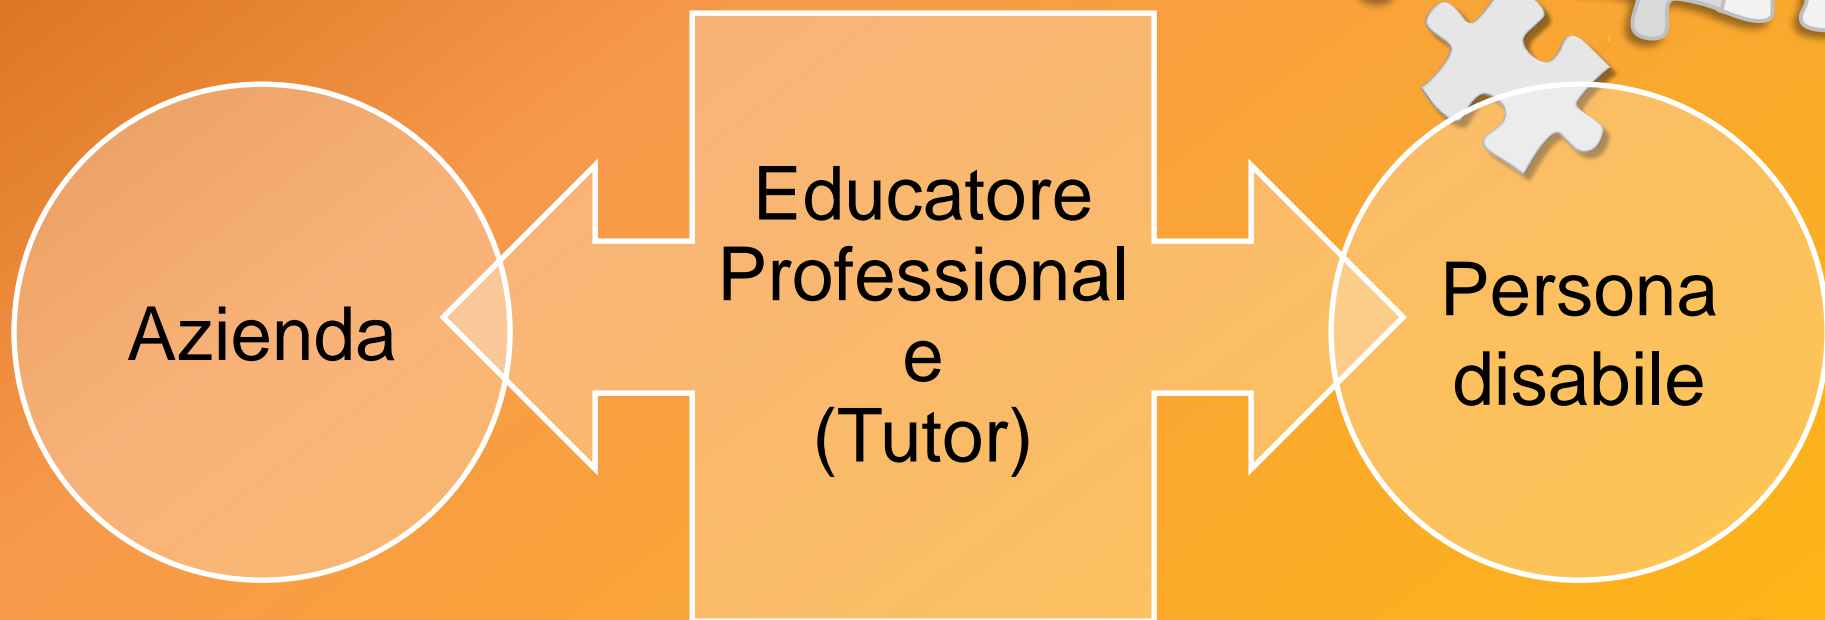 Azienda
Educatore
Professional
e
(Tutor)
Persona
disabile